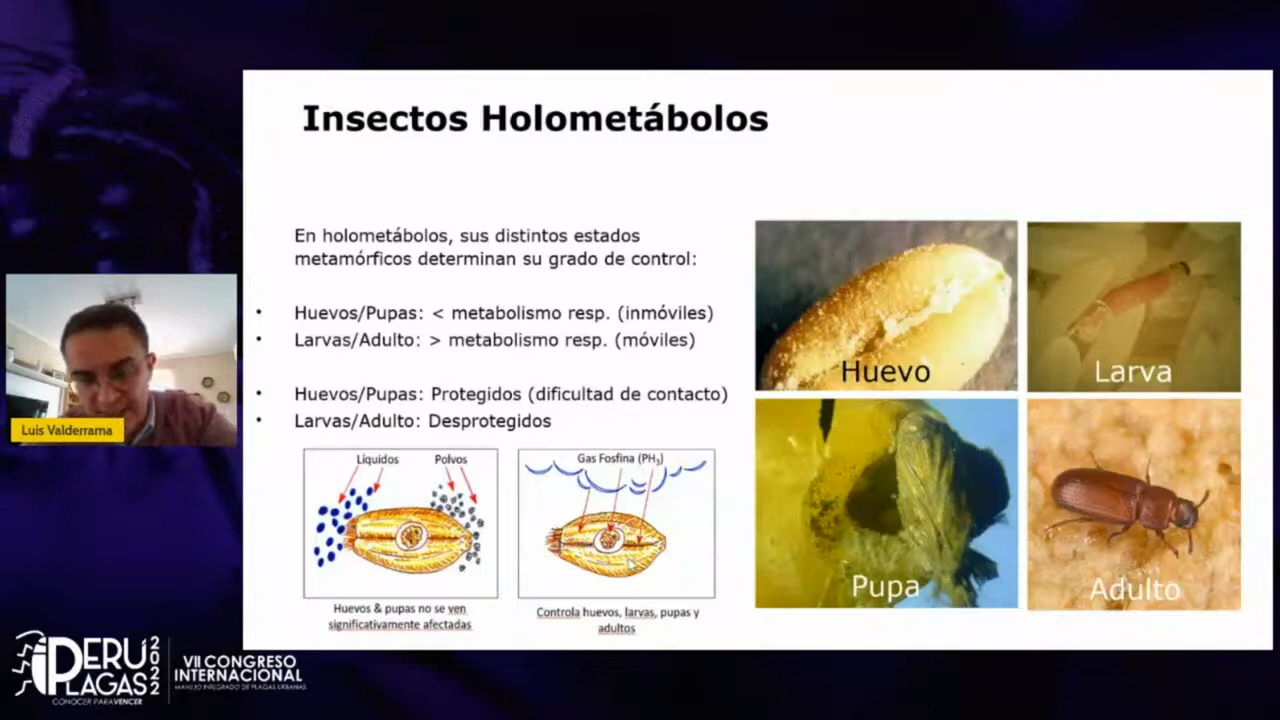 Insectos Holometábolos
En holometábolos, sus distintos estados
metamórficos determinan su grado de control:
• Huevos/Pupas: < metabolismo resp. (inmóviles)
• Larvas/Adulto: > metabolismo resp. (móviles)
• Huevos/Pupas: Protegidos (dificultad de contacto)
• Larvas/Adulto: Desprotegidos
Líquidos Polvos
Huevos & pupas no se ven
significativamente afectadas
Gas Fosfina (PH₃)
Controla huevos, larvas, pupas y
adultos
Huevo
Larva
Pupa
Adulto
Luis Valderrama
PERÚ
PLAGAS
2022
CONOCER PARA VENCER
VII CONGRESO
INTERNACIONAL
MANEJO INTEGRADO DE PLAGAS URBANAS